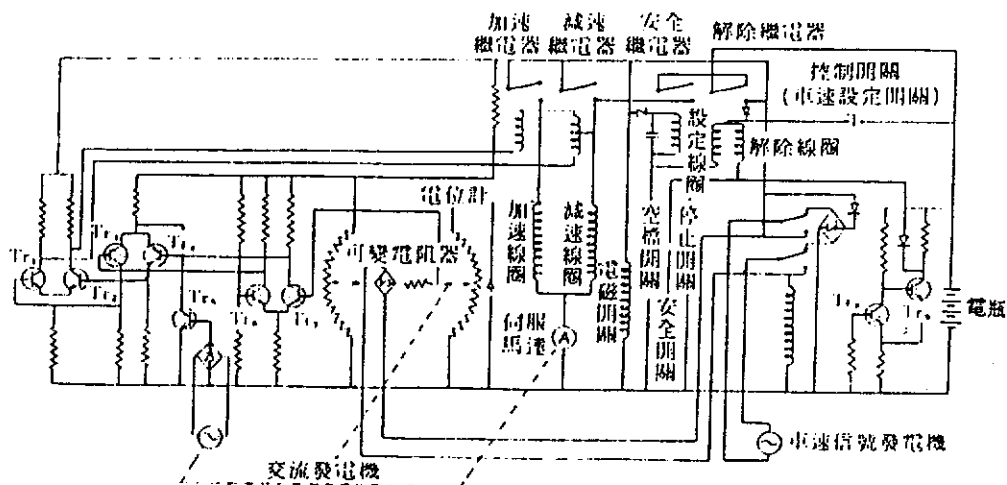 加速
繼電器
減速
繼電器
安全
繼電器
解除繼電器
控制開關
(車速設定開關)
設定線圈
解除線圈
電位計
可變電阻器
加速線圈
減速線圈
電磁開關
空檔開關
停止開關
安全開關
伺服
馬達
電瓶
車速信號發電機
交流發電機
Tr₁
Tr₂
Tr₇
A